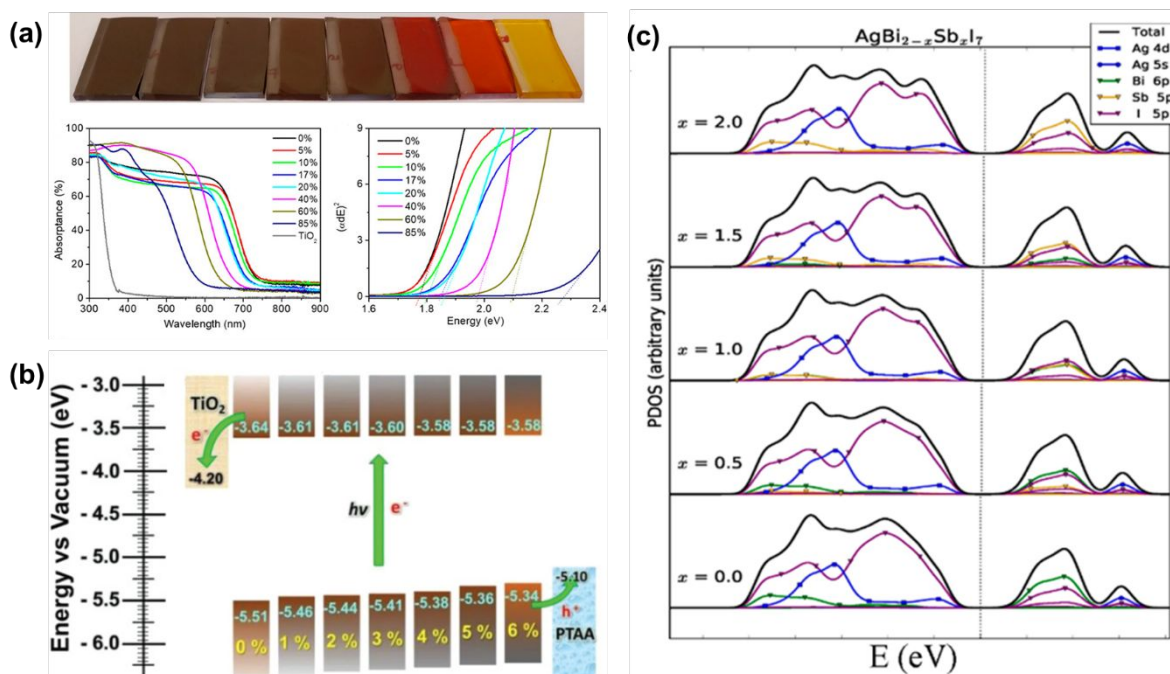 (a)
100
80
60
40
20
0
Absorptance (%)
300 400 500 600 700 800 900
Wavelength (nm)
0%
5%
10%
17%
20%
40%
60%
85%
TiO₂
9
6
3
0
(αdE)²
1.6 1.8 2.0 2.2 2.4
Energy (eV)
0%
5%
10%
17%
20%
40%
60%
85%
(b)
Energy vs Vacuum (eV)
- 3.0
- 3.5
- 4.0
- 4.5
- 5.0
- 5.5
- 6.0
TiO₂
e⁻
-4.20
-3.64 -3.61 -3.61 -3.60 -3.58 -3.58 -3.58
hν e⁻
-5.51 -5.46 -5.44 -5.41 -5.38 -5.36 -5.34
0 % 1 % 2 % 3 % 4 % 5 % 6 %
-5.10
h⁺
PTAA
(c)
AgBi₂₋ₓSbₓI₇
Total
Ag 4d
Ag 5s
Bi 6p
Sb 5p
I 5p
x = 2.0
x = 1.5
x = 1.0
x = 0.5
x = 0.0
PDOS (arbitrary units)
E (eV)